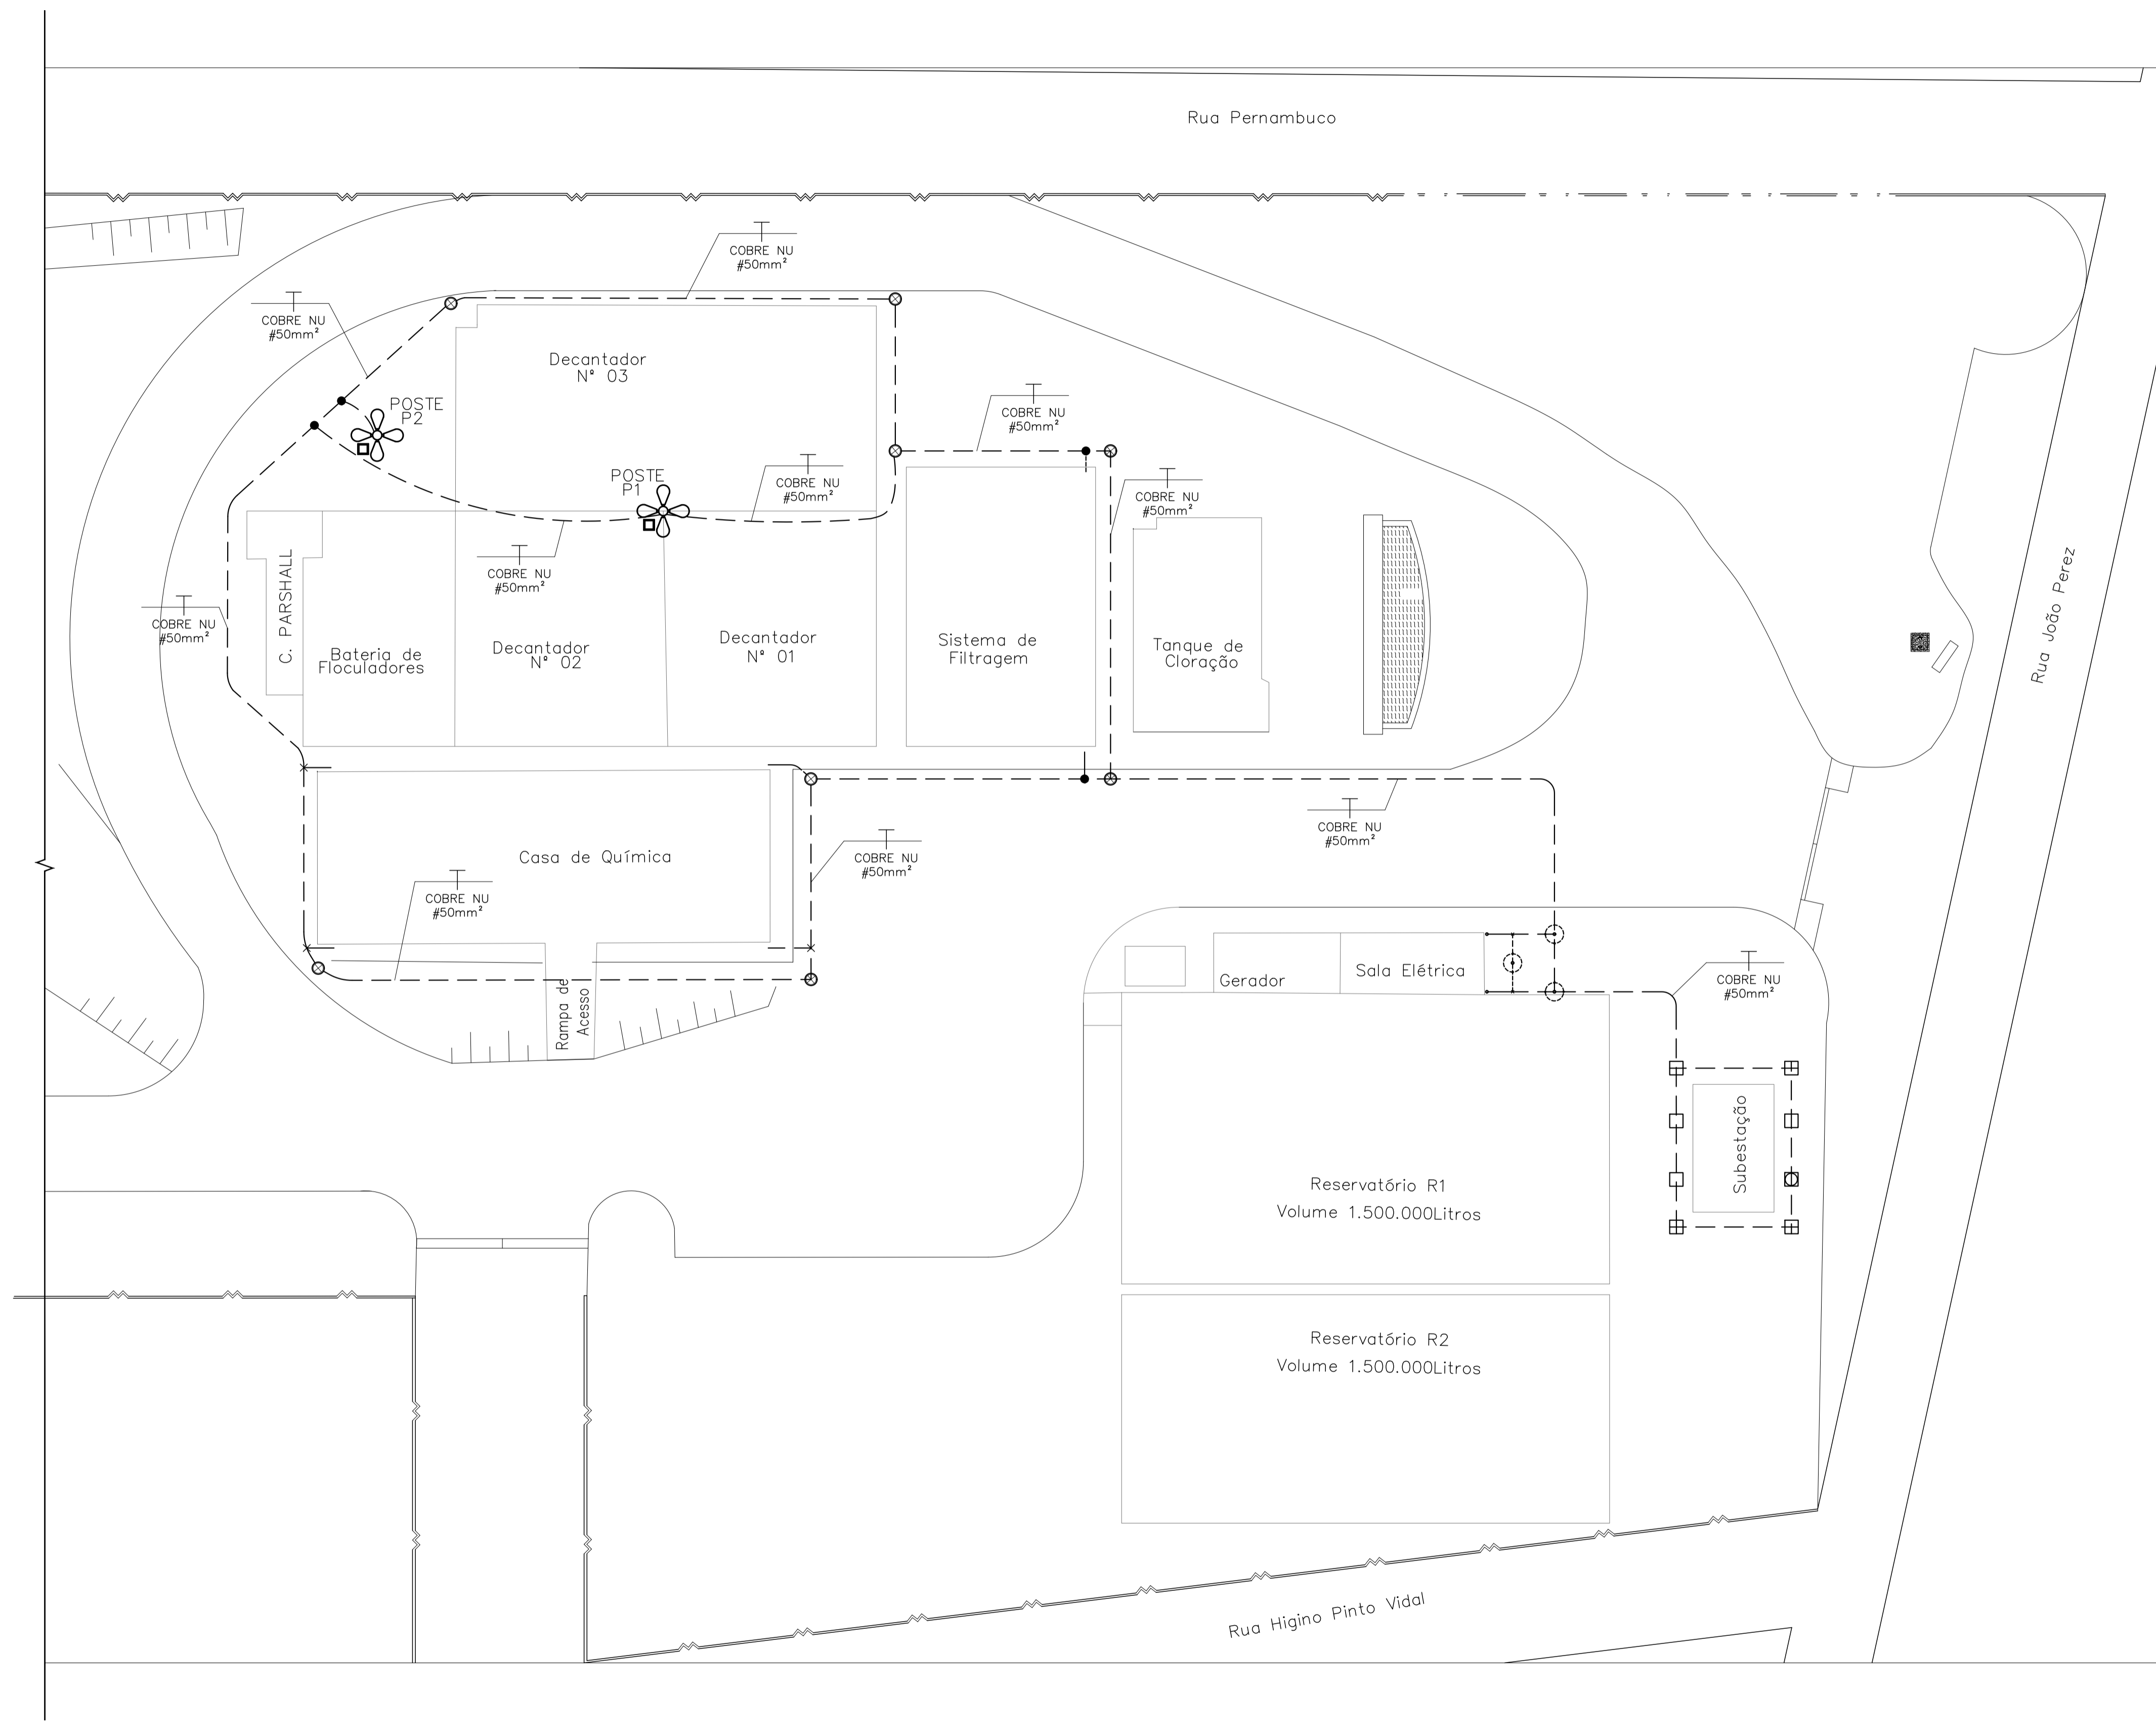 Rua Pernambuco
COBRE NU
#50mm²
COBRE NU
#50mm²
Decantador
Nº 03
POSTE
P2
COBRE NU
#50mm²
POSTE
P1
COBRE NU
#50mm²
COBRE NU
#50mm²
COBRE NU
#50mm²
C. PARSHALL
COBRE NU
#50mm²
Bateria de
Floculadores
Decantador
Nº 02
Decantador
Nº 01
Sistema de
Filtragem
Tanque de
Cloração
Rua João Perez
COBRE NU
#50mm²
Casa de Química
COBRE NU
#50mm²
COBRE NU
#50mm²
Gerador
Sala Elétrica
COBRE NU
#50mm²
Rampa de
Acesso
Subestação
Reservatório R1
Volume 1.500.000Litros
Reservatório R2
Volume 1.500.000Litros
Rua Higino Pinto Vidal